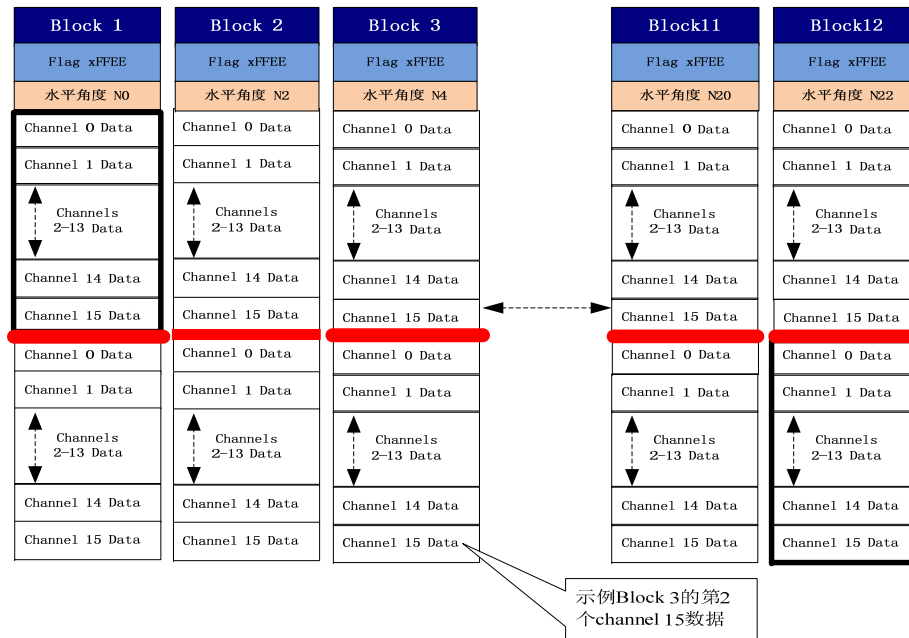 Block 1
Flag xFFEE
水平角度 N0
Channel 0 Data
Channel 1 Data
Channels
2-13 Data
Channel 14 Data
Channel 15 Data
Channel 0 Data
Channel 1 Data
Channels
2-13 Data
Channel 14 Data
Channel 15 Data
Block 2
Flag xFFEE
水平角度 N2
Channel 0 Data
Channel 1 Data
Channels
2-13 Data
Channel 14 Data
Channel 15 Data
Channel 0 Data
Channel 1 Data
Channels
2-13 Data
Channel 14 Data
Channel 15 Data
Block 3
Flag xFFEE
水平角度 N4
Channel 0 Data
Channel 1 Data
Channels
2-13 Data
Channel 14 Data
Channel 15 Data
Channel 0 Data
Channel 1 Data
Channels
2-13 Data
Channel 14 Data
Channel 15 Data
Block11
Flag xFFEE
水平角度 N20
Channel 0 Data
Channel 1 Data
Channels
2-13 Data
Channel 14 Data
Channel 15 Data
Channel 0 Data
Channel 1 Data
Channels
2-13 Data
Channel 14 Data
Channel 15 Data
Block12
Flag xFFEE
水平角度 N22
Channel 0 Data
Channel 1 Data
Channels
2-13 Data
Channel 14 Data
Channel 15 Data
Channel 0 Data
Channel 1 Data
Channels
2-13 Data
Channel 14 Data
Channel 15 Data
示例Block 3的第2
个channel 15数据